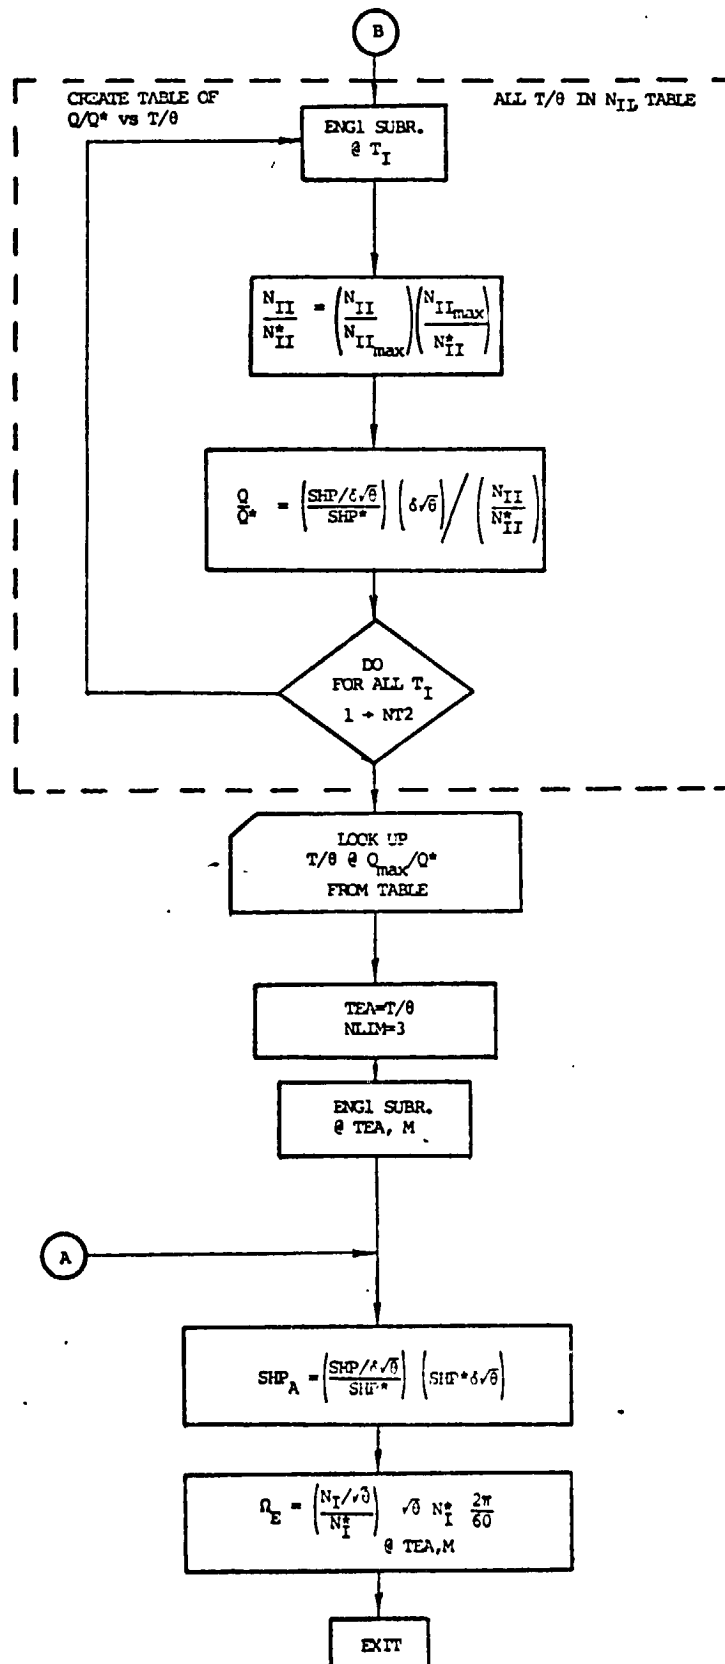 B
CREATE TABLE OF
Q/Q* vs T/θ
ALL T/θ IN N_II TABLE
ENG1 SUBR.
@ T_I
N_II / N*_II = (N_II / N_IImax) (N_IImax / N*_II)
Q/Q* = (SHP/δ√θ / SHP*) (δ√θ) / (N_II / N*_II)
DO
FOR ALL T_I
1 → NT2
LOOK UP
T/θ @ Q_max/Q*
FROM TABLE
TEA=T/θ
NLIM=3
ENG1 SUBR.
@ TEA, M
A
SHP_A = (SHP/δ√θ / SHP*) (SHP*δ√θ)
Ω_E = (N_I/√θ / N*_I) √θ N*_I 2π/60
@ TEA,M
EXIT